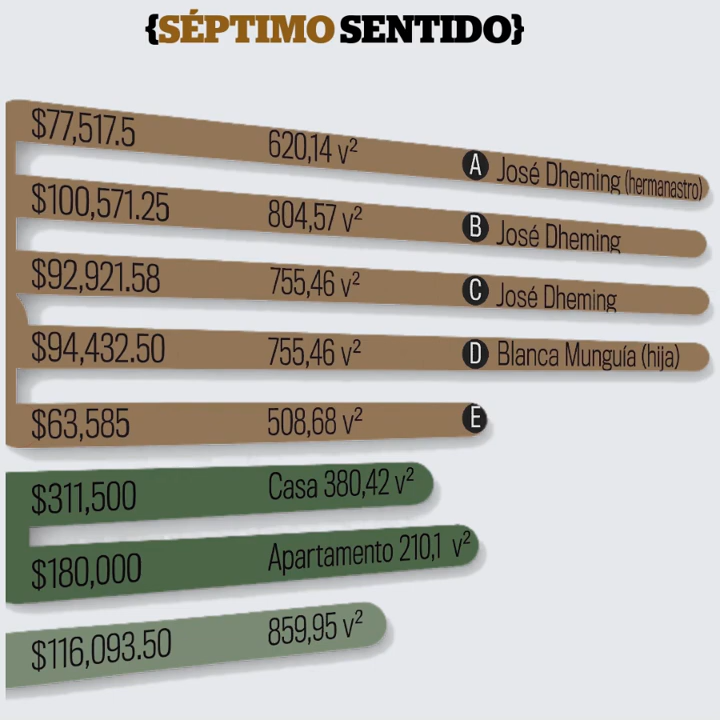 {SÉPTIMO SENTIDO}
$77,517.5 620,14 v² A José Dheming (hermanastro)
$100,571.25 804,57 v² B José Dheming
$92,921.58 755,46 v² C José Dheming
$94,432.50 755,46 v² D Blanca Munguía (hija)
$63,585 508,68 v² E
$311,500 Casa 380,42 v²
$180,000 Apartamento 210,1 v²
$116,093.50 859,95 v²